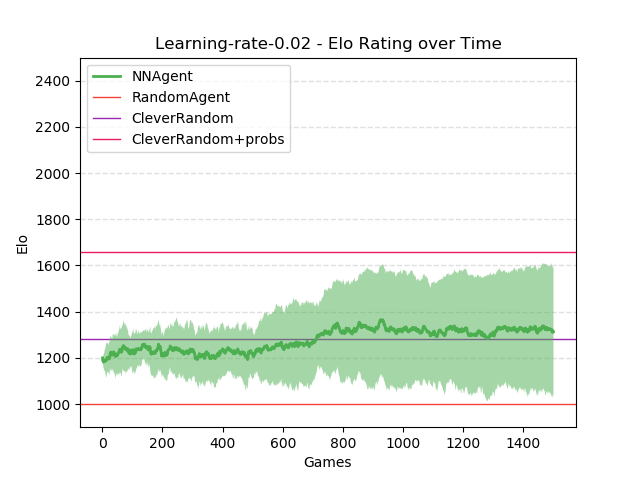 Learning-rate-0.02 - Elo Rating over Time
NNAgent
RandomAgent
CleverRandom
CleverRandom+probs
Elo
2400
2200
2000
1800
1600
1400
1200
1000
0 200 400 600 800 1000 1200 1400
Games